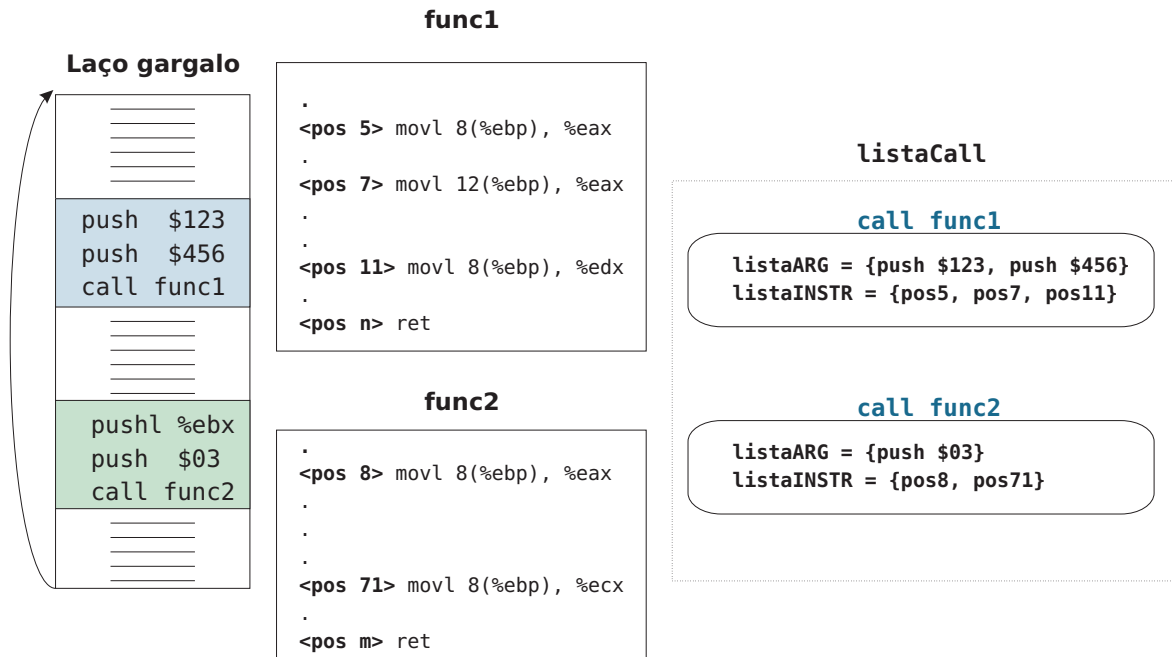 Laço gargalo
push $123
push $456
call func1
pushl %ebx
push $03
call func2
func1
.
<pos 5> movl 8(%ebp), %eax
.
<pos 7> movl 12(%ebp), %eax
.
.
<pos 11> movl 8(%ebp), %edx
.
<pos n> ret
func2
.
<pos 8> movl 8(%ebp), %eax
.
.
.
<pos 71> movl 8(%ebp), %ecx
.
<pos m> ret
listaCall
call func1
listaARG = {push $123, push $456}
listaINSTR = {pos5, pos7, pos11}
call func2
listaARG = {push $03}
listaINSTR = {pos8, pos71}